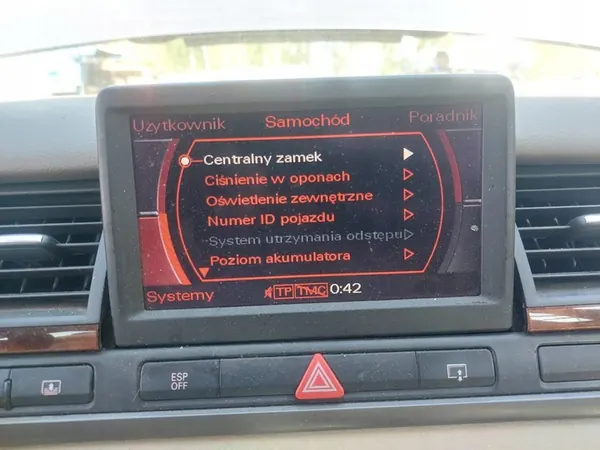 Użytkownik Samochód Poradnik
Centralny zamek
Ciśnienie w oponach
Oświetlenie zewnętrzne
Numer ID pojazdu
System utrzymania odstępu
Poziom akumulatora
Systemy TP TMC 0:42
ESP
OFF